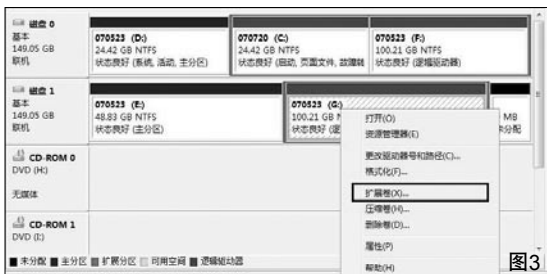 磁盘 0
基本
149.05 GB
联机
070523 (D:)
24.42 GB NTFS
状态良好 (系统, 活动, 主分区)
070720 (C:)
24.42 GB NTFS
状态良好 (启动, 页面文件, 故障转
070523 (F:)
100.21 GB NTFS
状态良好 (逻辑驱动器)
磁盘 1
基本
149.05 GB
联机
070523 (E:)
48.83 GB NTFS
状态良好 (主分区)
070523 (G:)
100.21 GB
状态良好 (逻
MB
未分配
打开(O)
资源管理器(E)
更改驱动器号和路径(C)...
格式化(F)...
扩展卷(X)...
压缩卷(H)...
删除卷(D)...
属性(P)
帮助(H)
CD-ROM 0
DVD (H:)
无媒体
CD-ROM 1
DVD (I:)
未分配 主分区 扩展分区 可用空间 逻辑驱动器
图3